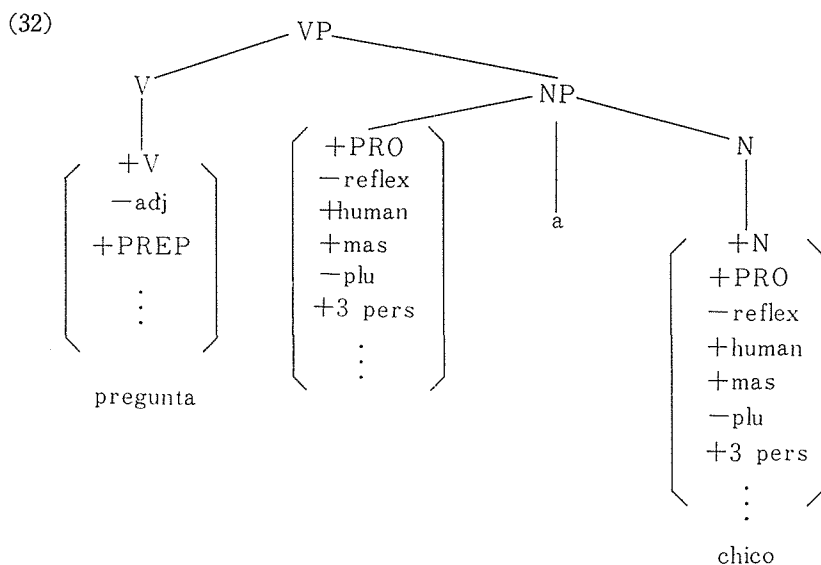 (32)
VP
V
NP
N
+V
−adj
+PREP
⋮
pregunta
+PRO
−reflex
+human
+mas
−plu
+3 pers
⋮
a
+N
+PRO
−reflex
+human
+mas
−plu
+3 pers
⋮
chico